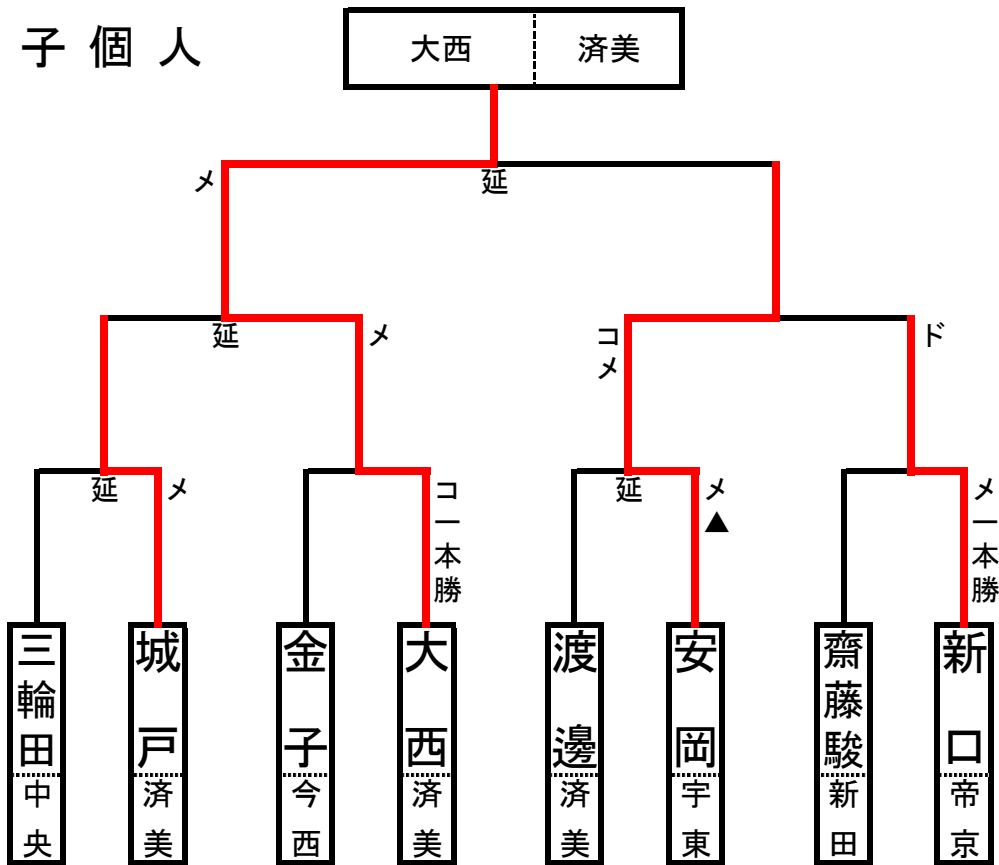 子個人
大西 済美
メ 延
延 メ コメ ド
延 メ コ一本勝 延 メ▲ メ一本勝
三輪田 中央
城戸 済美
金子 今西
大西 済美
渡邊 済美
安岡 宇東
齋藤駿 新田
新口 帝京